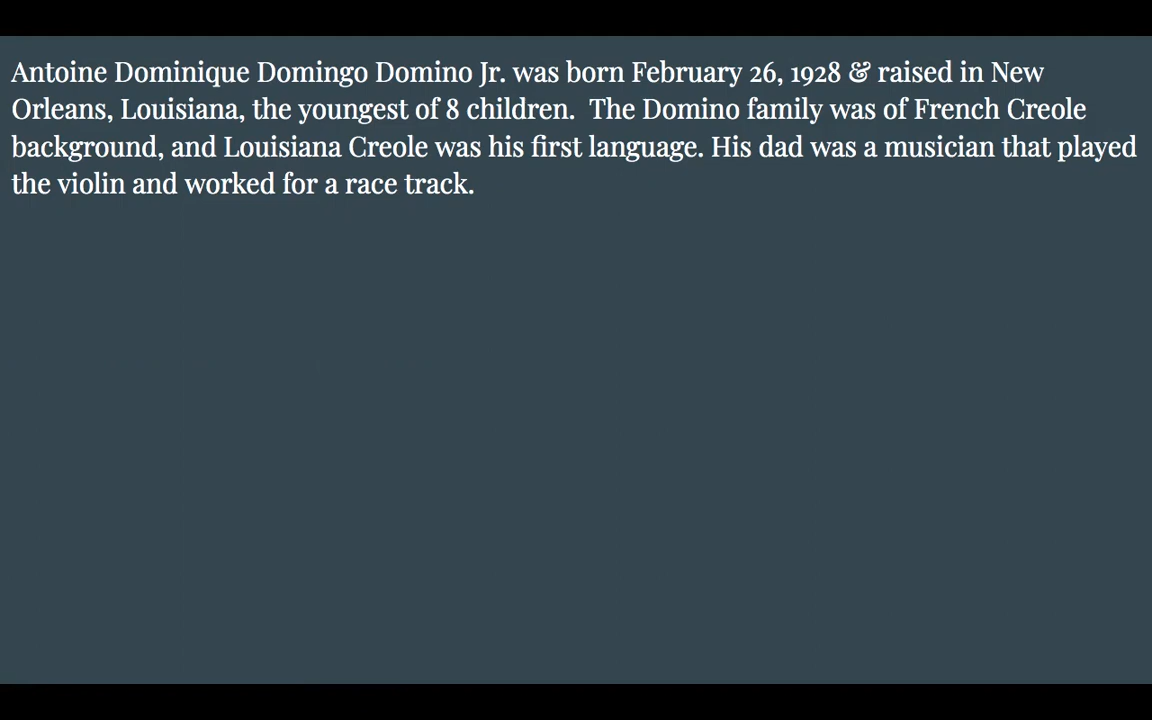 Antoine Dominique Domingo Domino Jr. was born February 26, 1928 & raised in New
Orleans, Louisiana, the youngest of 8 children.  The Domino family was of French Creole
background, and Louisiana Creole was his first language. His dad was a musician that played
the violin and worked for a race track.